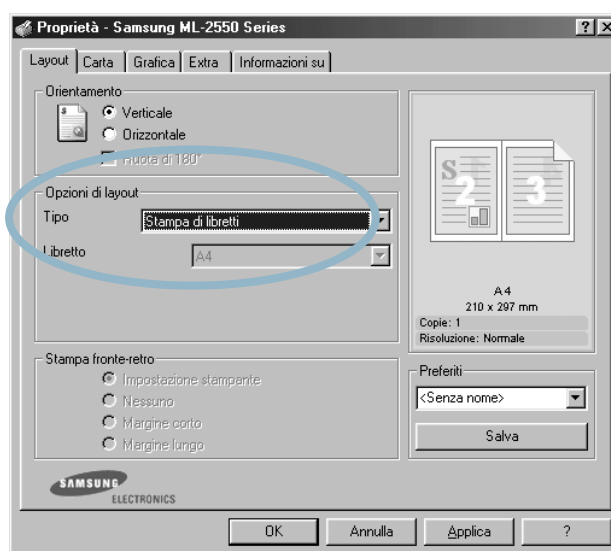 Proprietà - Samsung ML-2550 Series
Layout Carta Grafica Extra Informazioni su
Orientamento
Verticale
Orizzontale
Ruota di 180°
Opzioni di layout
Tipo Stampa di libretti
Libretto A4
Stampa fronte-retro
Impostazione stampante
Nessuno
Margine corto
Margine lungo
SAMSUNG
ELECTRONICS
S
2 3
A4
210 x 297 mm
Copie: 1
Risoluzione: Normale
Preferiti
<Senza nome>
Salva
OK Annulla Applica ?